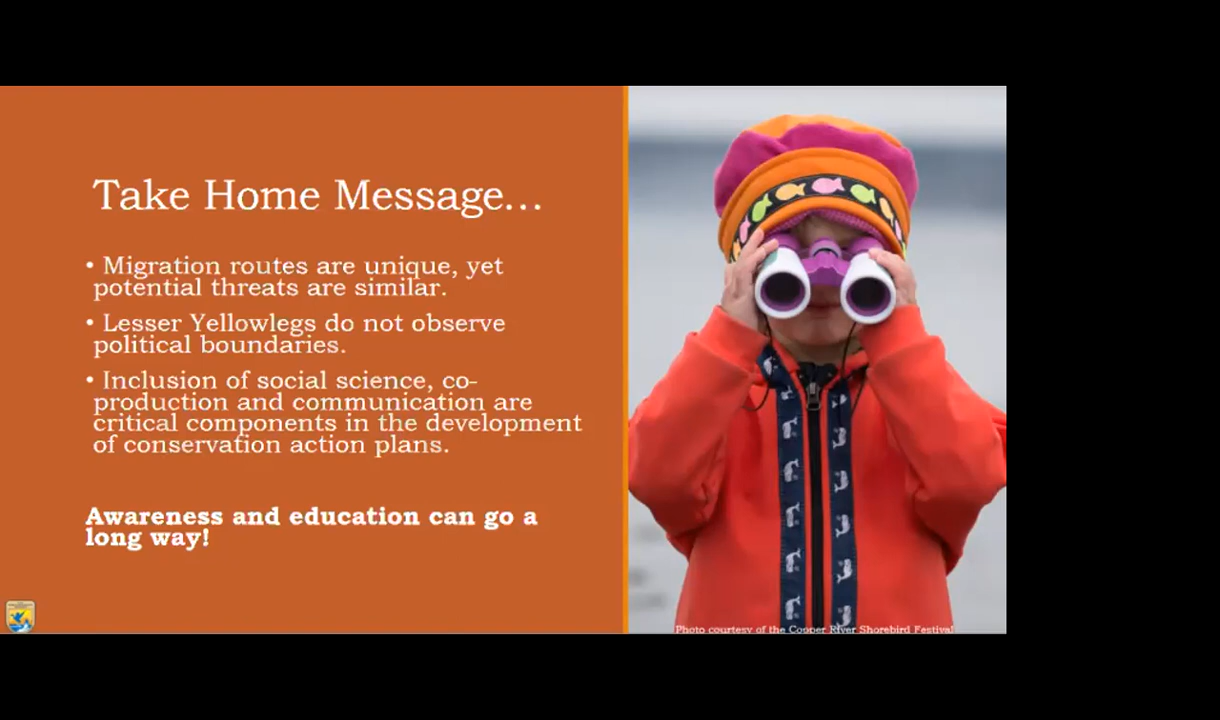 Take Home Message...
• Migration routes are unique, yet
potential threats are similar.
• Lesser Yellowlegs do not observe
political boundaries.
• Inclusion of social science, co-
production and communication are
critical components in the development
of conservation action plans.
Awareness and education can go a
long way!
Photo courtesy of the Copper River Shorebird Festival